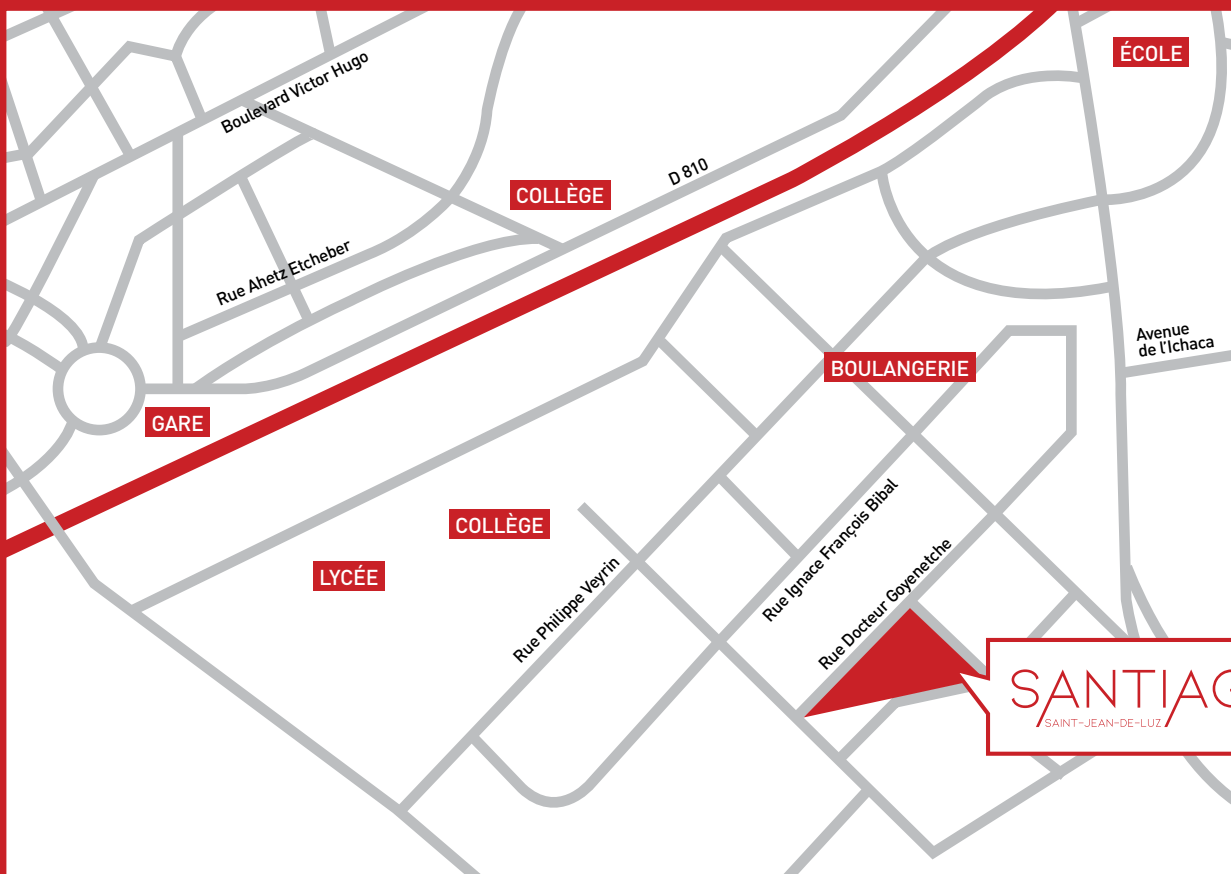 ÉCOLE
Boulevard Victor Hugo
D 810
COLLÈGE
Rue Ahetz Etcheber
Avenue
de l'Ichaca
BOULANGERIE
GARE
COLLÈGE
Rue Ignace François Bibal
LYCÉE
Rue Philippe Veyrin
Rue Docteur Goyenetche
SANTIAG
SAINT-JEAN-DE-LUZ